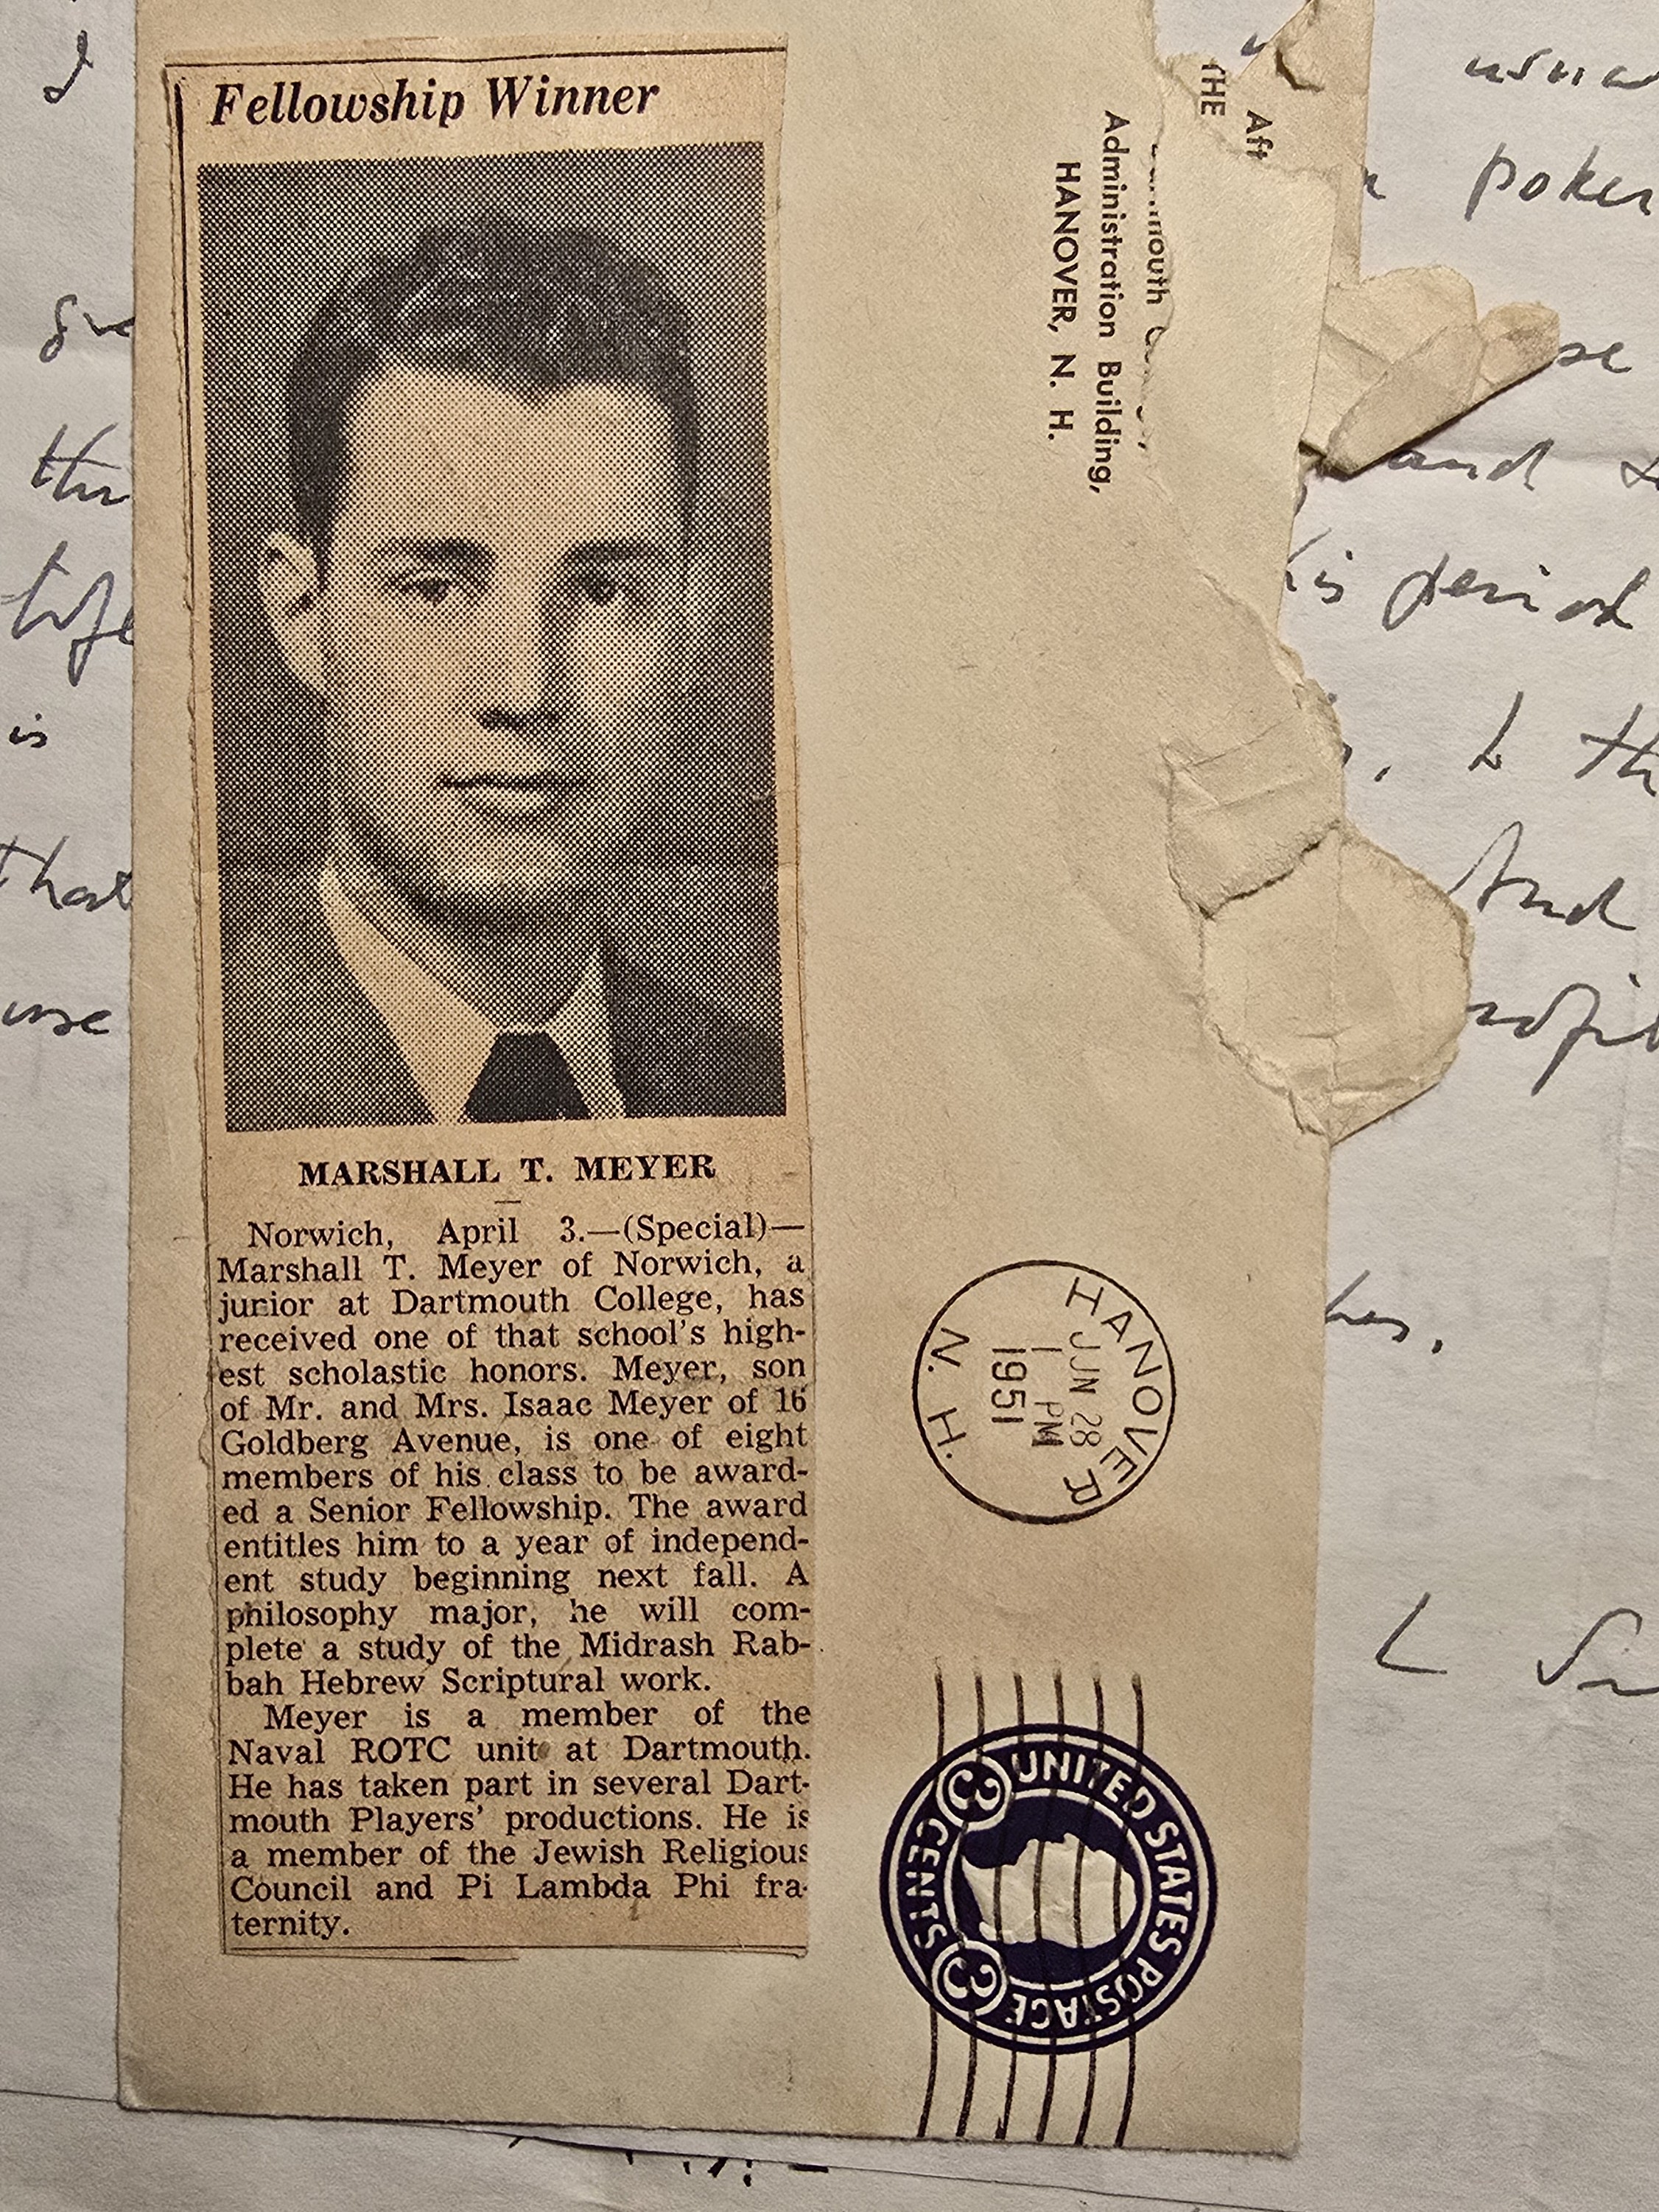 Fellowship Winner
MARSHALL T. MEYER
Norwich, April 3.—(Special)—
Marshall T. Meyer of Norwich, a
junior at Dartmouth College, has
received one of that school's high-
est scholastic honors. Meyer, son
of Mr. and Mrs. Isaac Meyer of 16
Goldberg Avenue, is one of eight
members of his class to be award-
ed a Senior Fellowship. The award
entitles him to a year of independ-
ent study beginning next fall. A
philosophy major, he will com-
plete a study of the Midrash Rab-
bah Hebrew Scriptural work.
Meyer is a member of the
Naval ROTC unit at Dartmouth.
He has taken part in several Dart-
mouth Players' productions. He is
a member of the Jewish Religious
Council and Pi Lambda Phi fra-
ternity.
THE
Administration Building,
HANOVER, N. H.
HANOVER
JUN 28
1 PM
1951
N. H.
UNITED STATES POSTAGE
3 CENTS 3
I
poker
and
period
is
that
And
use